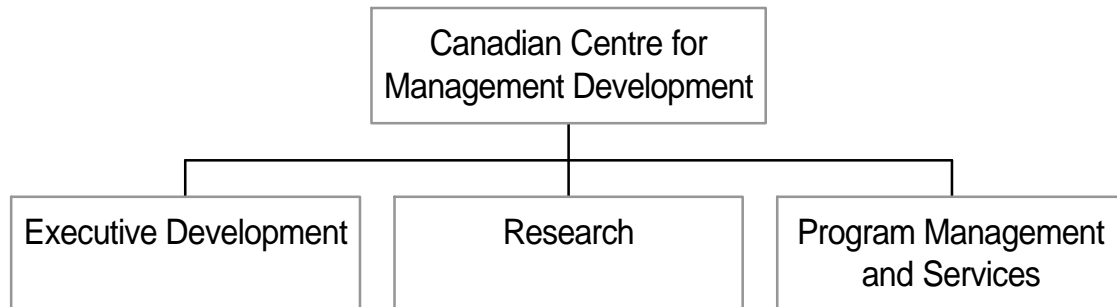 Canadian Centre for
Management Development
Executive Development
Research
Program Management
and Services